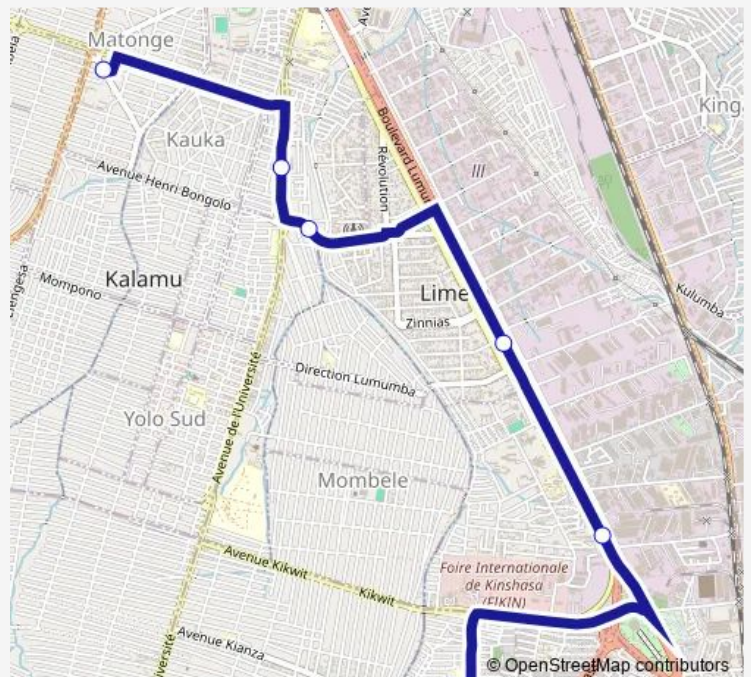 Matonge
King
Kauka
Boulevard Lumu
Révolution
III
Avenue Henri Bongolo
Kalamu
Mompono
Lime
Kulumba
Zinnias
Direction Lumumba
Avenue de l'Université
Yolo Sud
Mombele
Avenue Kikwit
Kikwit
Foire Internationale
de Kinshasa
(FIKIN)
Avenue Kianza
versité
© OpenStreetMap contributors